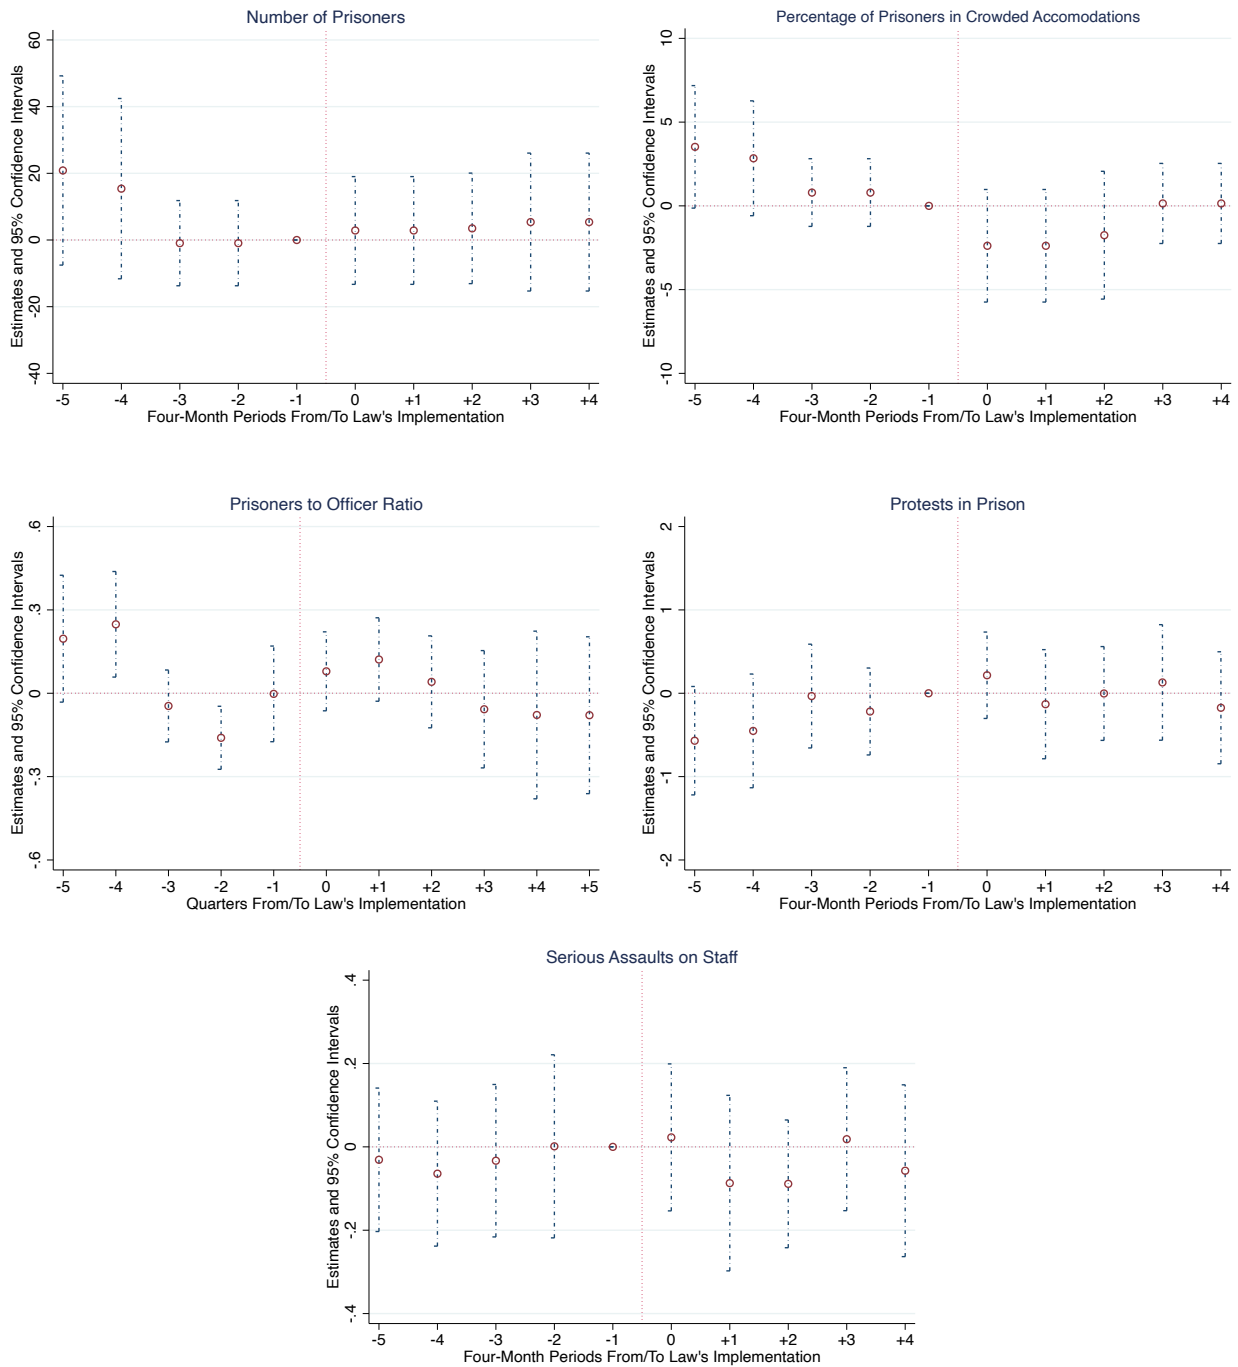 Number of Prisoners
Estimates and 95% Confidence Intervals
60
40
20
0
-20
-40
-5 -4 -3 -2 -1 0 +1 +2 +3 +4
Four-Month Periods From/To Law's Implementation
Percentage of Prisoners in Crowded Accomodations
Estimates and 95% Confidence Intervals
10
5
0
-5
-10
-5 -4 -3 -2 -1 0 +1 +2 +3 +4
Four-Month Periods From/To Law's Implementation
Prisoners to Officer Ratio
Estimates and 95% Confidence Intervals
.6
.3
0
-.3
-.6
-5 -4 -3 -2 -1 0 +1 +2 +3 +4 +5
Quarters From/To Law's Implementation
Protests in Prison
Estimates and 95% Confidence Intervals
2
1
0
-1
-2
-5 -4 -3 -2 -1 0 +1 +2 +3 +4
Four-Month Periods From/To Law's Implementation
Serious Assaults on Staff
Estimates and 95% Confidence Intervals
.4
.2
0
-.2
-.4
-5 -4 -3 -2 -1 0 +1 +2 +3 +4
Four-Month Periods From/To Law's Implementation